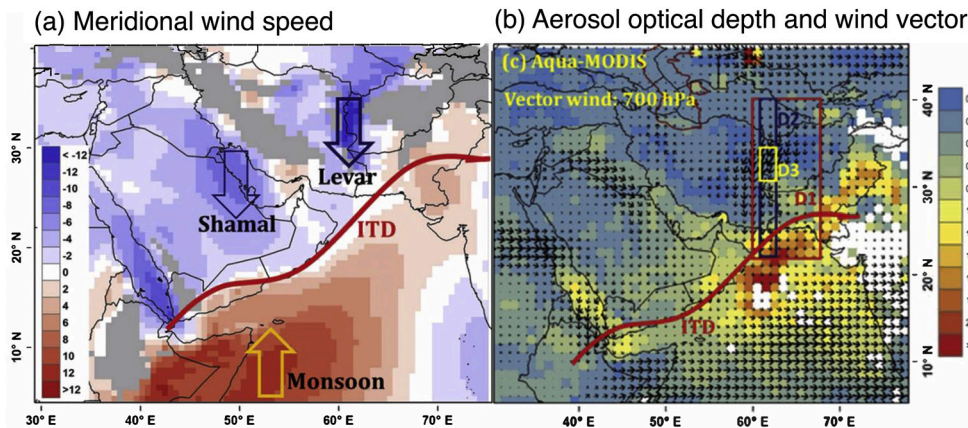 (a) Meridional wind speed
(b) Aerosol optical depth and wind vector
30° N
20° N
10° N
< -12
-12
-10
-8
-6
-4
-2
0
2
4
6
8
10
12
>12
Levar
Shamal
ITD
Monsoon
30° E
40° E
50° E
60° E
70° E
(c) Aqua-MODIS
Vector wind: 700 hPa
D2
D3
D1
ITD
40° N
30° N
20° N
10° N
40° E
50° E
60° E
70° E